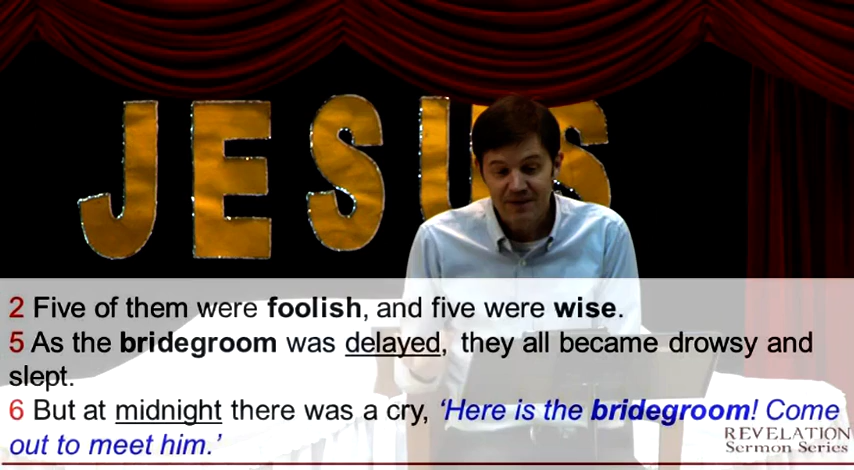 JESUS
2 Five of them were foolish, and five were wise.
5 As the bridegroom was delayed, they all became drowsy and
slept.
6 But at midnight there was a cry, ‘Here is the bridegroom! Come
out to meet him.’
REVELATION
Sermon Series